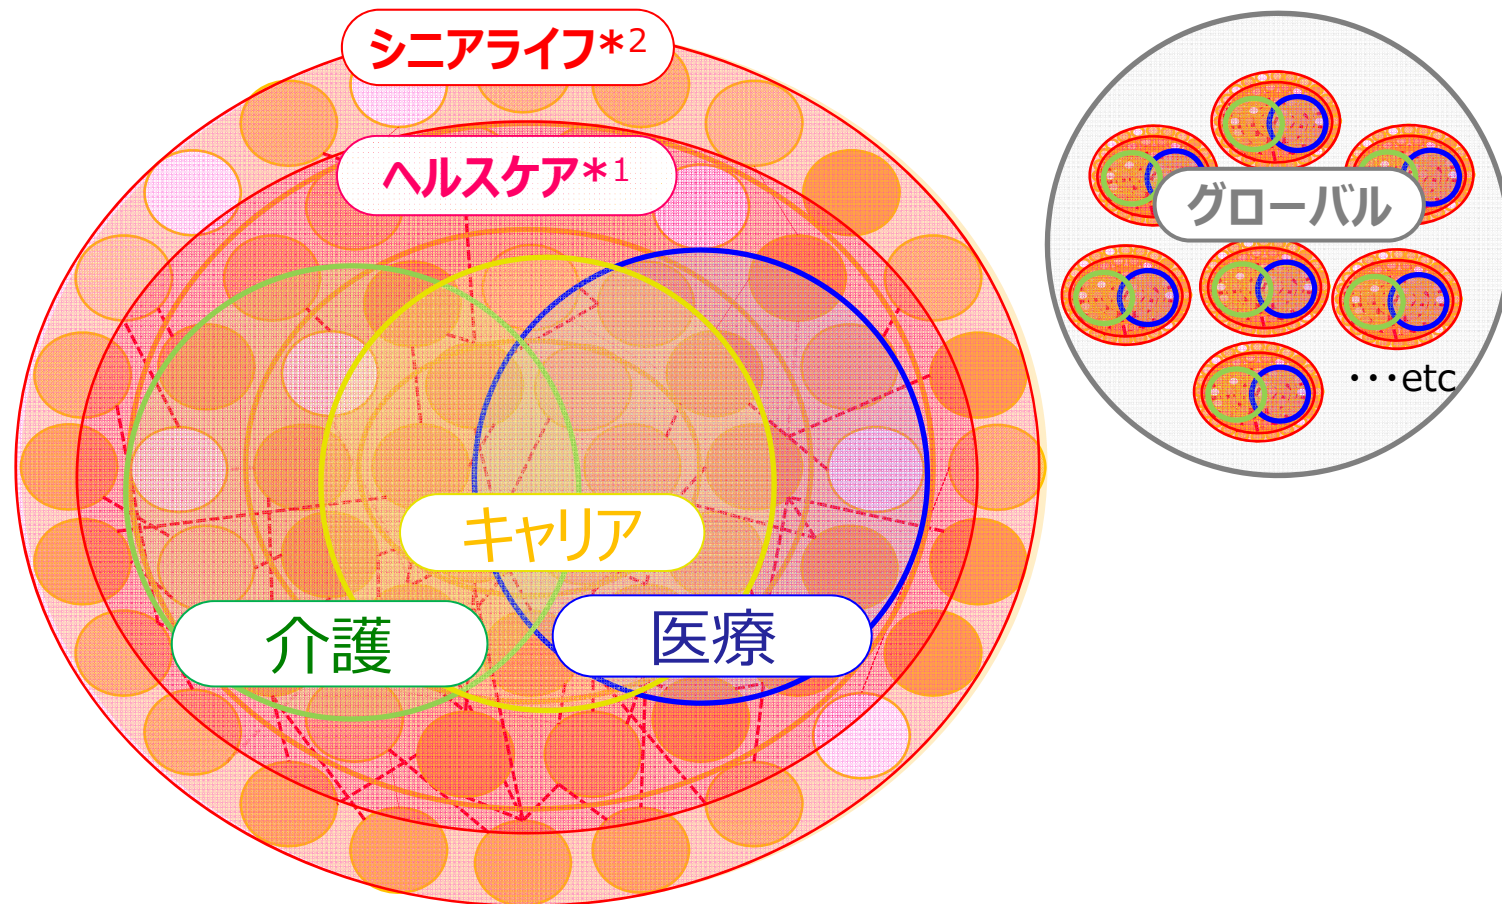 シニアライフ*2
ヘルスケア*1
キャリア
介護
医療
グローバル
･･･etc